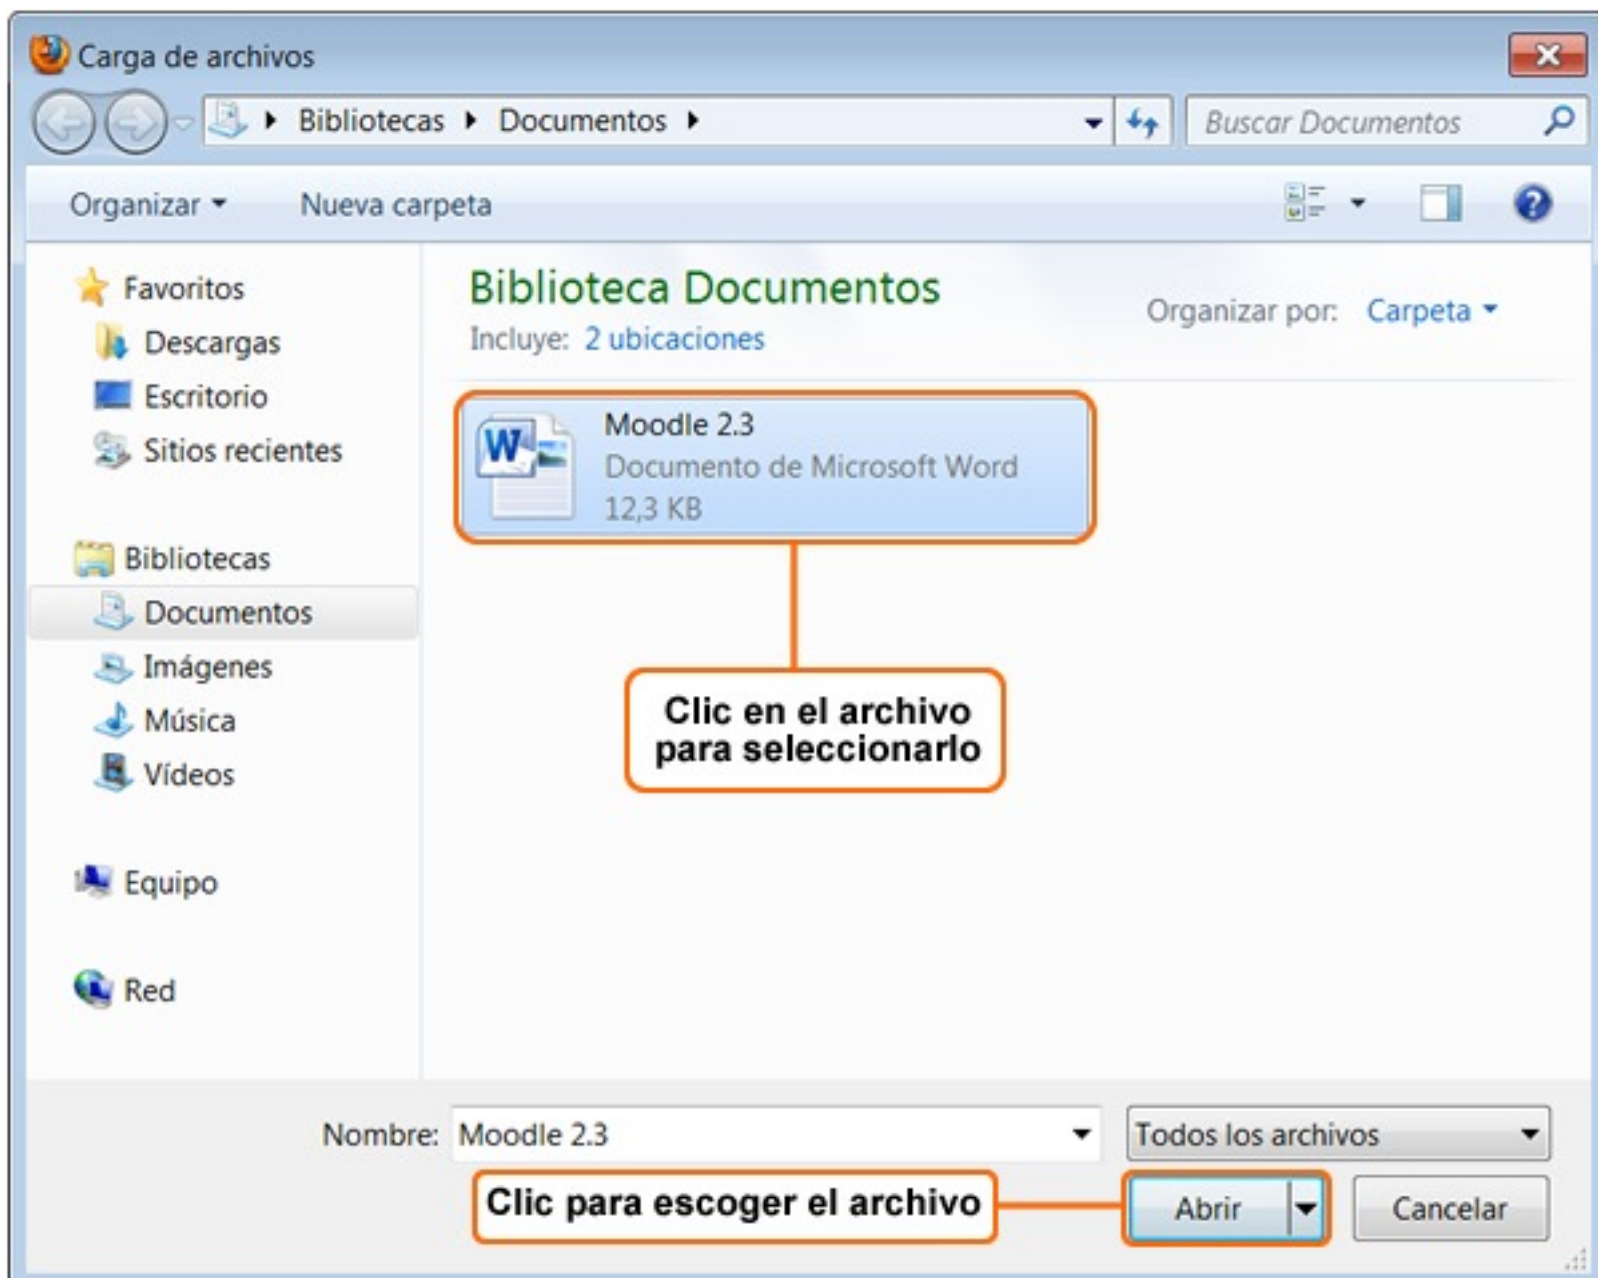 Carga de archivos
Bibliotecas Documentos
Buscar Documentos
Organizar Nueva carpeta
Favoritos
Descargas
Escritorio
Sitios recientes
Bibliotecas
Documentos
Imágenes
Música
Vídeos
Equipo
Red
Biblioteca Documentos
Incluye: 2 ubicaciones
Organizar por: Carpeta
Moodle 2.3
Documento de Microsoft Word
12,3 KB
Clic en el archivo
para seleccionarlo
Nombre: Moodle 2.3
Todos los archivos
Clic para escoger el archivo
Abrir
Cancelar